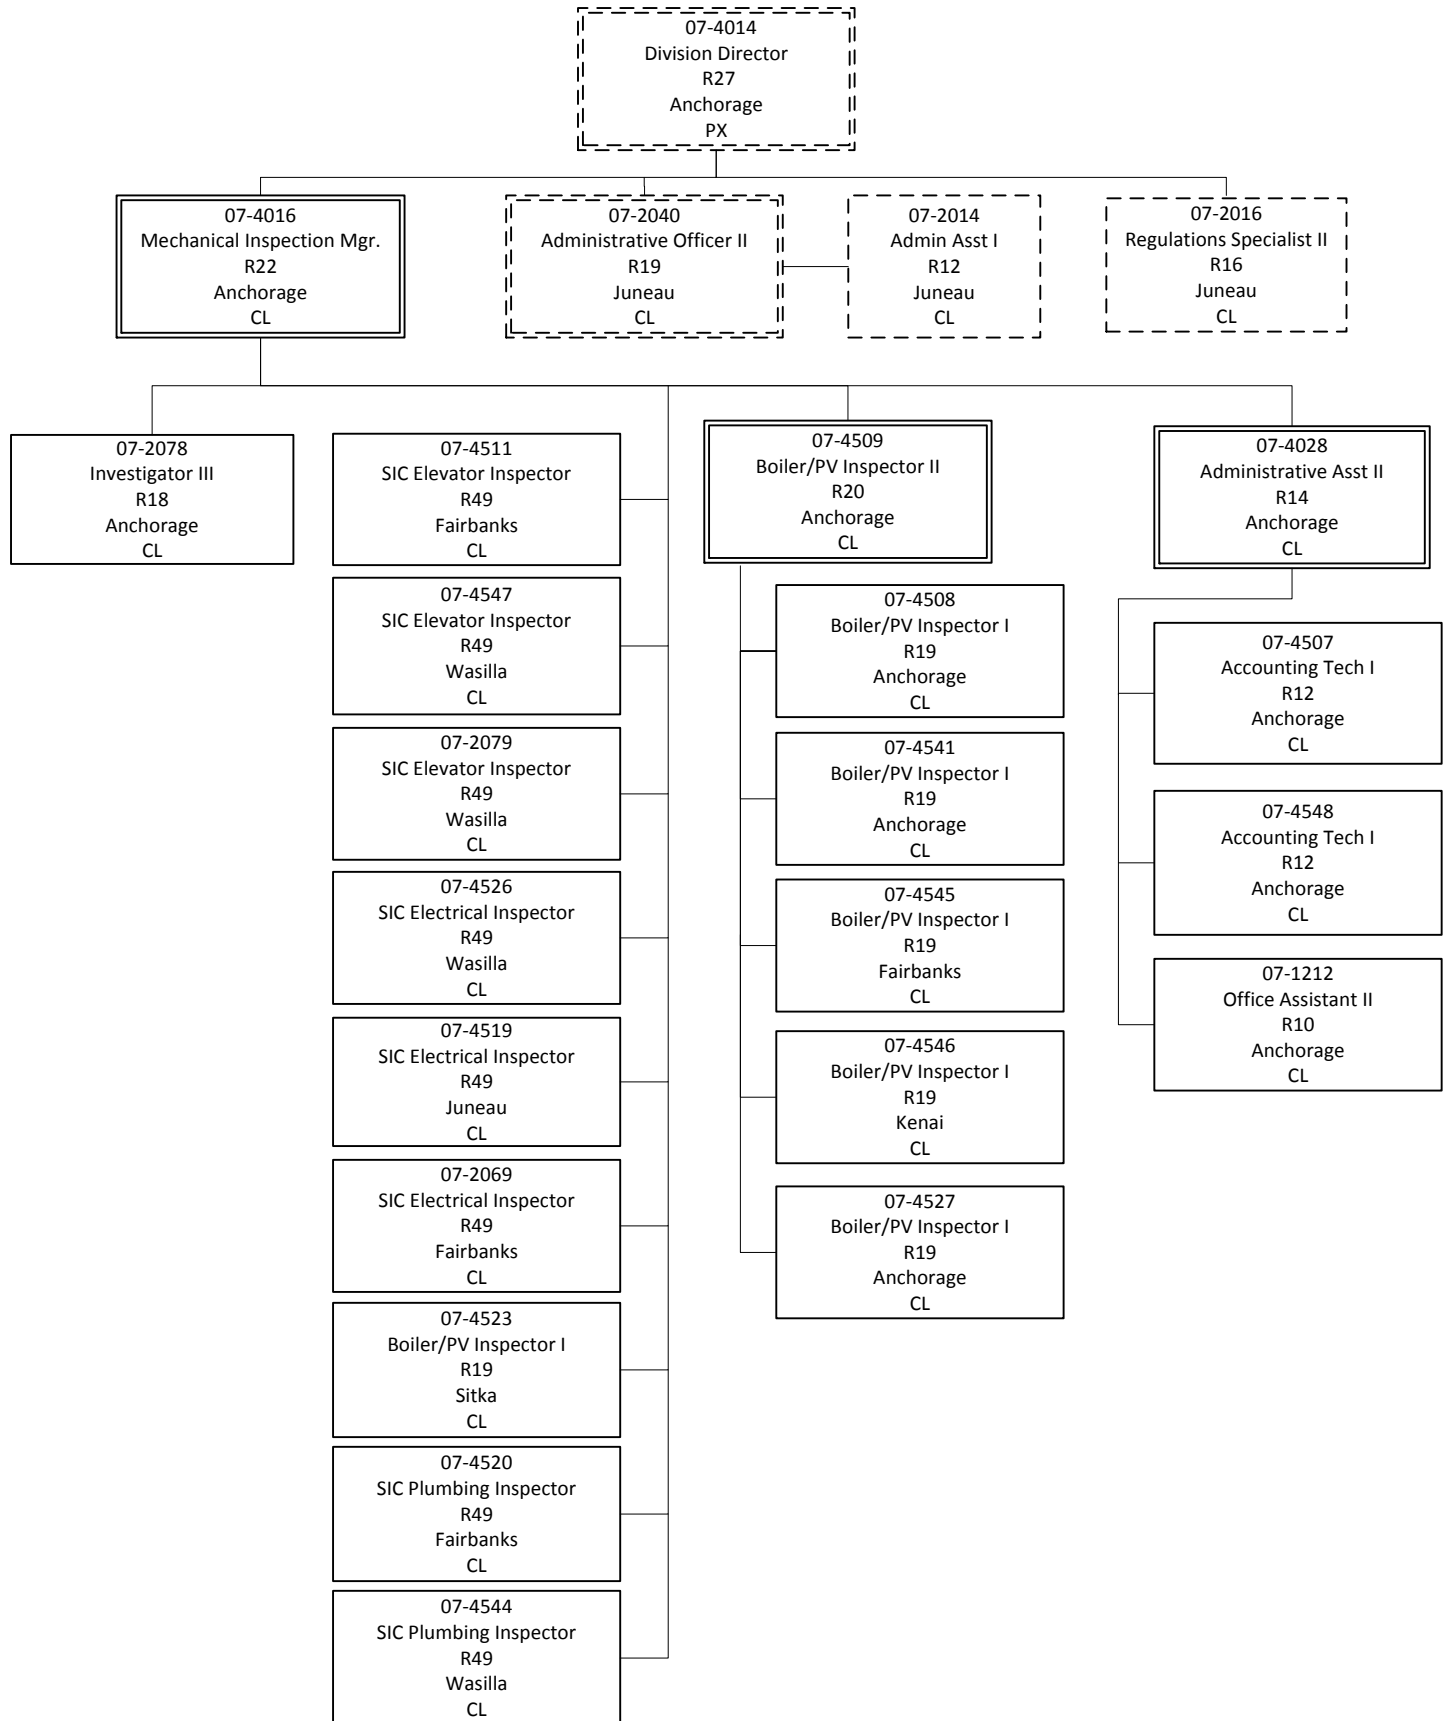 07-4014
Division Director
R27
Anchorage
PX
07-4016
Mechanical Inspection Mgr.
R22
Anchorage
CL
07-2040
Administrative Officer II
R19
Juneau
CL
07-2014
Admin Asst I
R12
Juneau
CL
07-2016
Regulations Specialist II
R16
Juneau
CL
07-2078
Investigator III
R18
Anchorage
CL
07-4511
SIC Elevator Inspector
R49
Fairbanks
CL
07-4547
SIC Elevator Inspector
R49
Wasilla
CL
07-2079
SIC Elevator Inspector
R49
Wasilla
CL
07-4526
SIC Electrical Inspector
R49
Wasilla
CL
07-4519
SIC Electrical Inspector
R49
Juneau
CL
07-2069
SIC Electrical Inspector
R49
Fairbanks
CL
07-4523
Boiler/PV Inspector I
R19
Sitka
CL
07-4520
SIC Plumbing Inspector
R49
Fairbanks
CL
07-4544
SIC Plumbing Inspector
R49
Wasilla
CL
07-4509
Boiler/PV Inspector II
R20
Anchorage
CL
07-4508
Boiler/PV Inspector I
R19
Anchorage
CL
07-4541
Boiler/PV Inspector I
R19
Anchorage
CL
07-4545
Boiler/PV Inspector I
R19
Fairbanks
CL
07-4546
Boiler/PV Inspector I
R19
Kenai
CL
07-4527
Boiler/PV Inspector I
R19
Anchorage
CL
07-4028
Administrative Asst II
R14
Anchorage
CL
07-4507
Accounting Tech I
R12
Anchorage
CL
07-4548
Accounting Tech I
R12
Anchorage
CL
07-1212
Office Assistant II
R10
Anchorage
CL